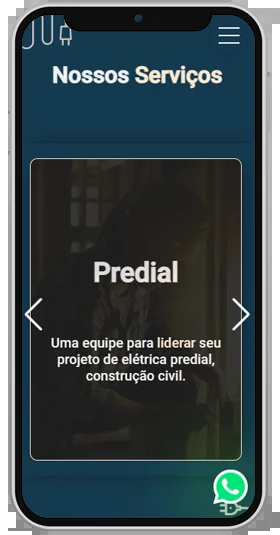 Nossos Serviços
Predial
Uma equipe para liderar seu
projeto de elétrica predial,
construção civil.